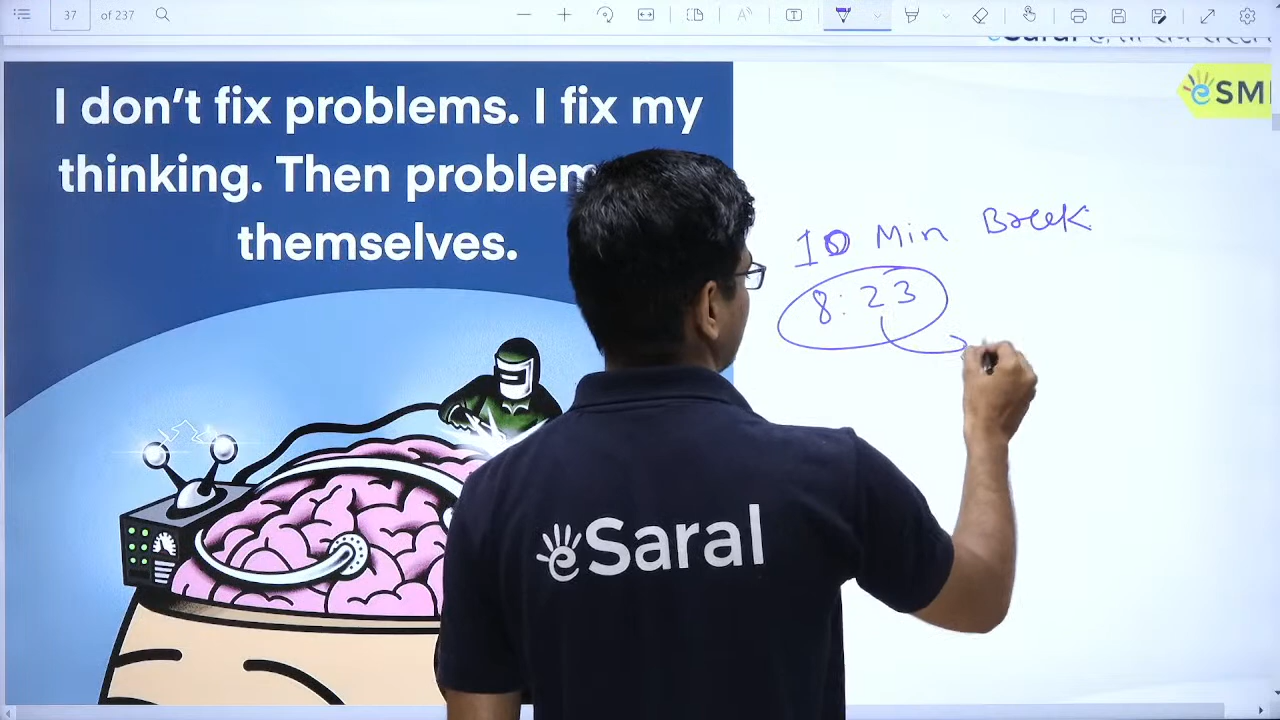 37 of 237
I don't fix problems. I fix my
thinking. Then problem
themselves.
eSM
10 Min Break
8:23
eSaral